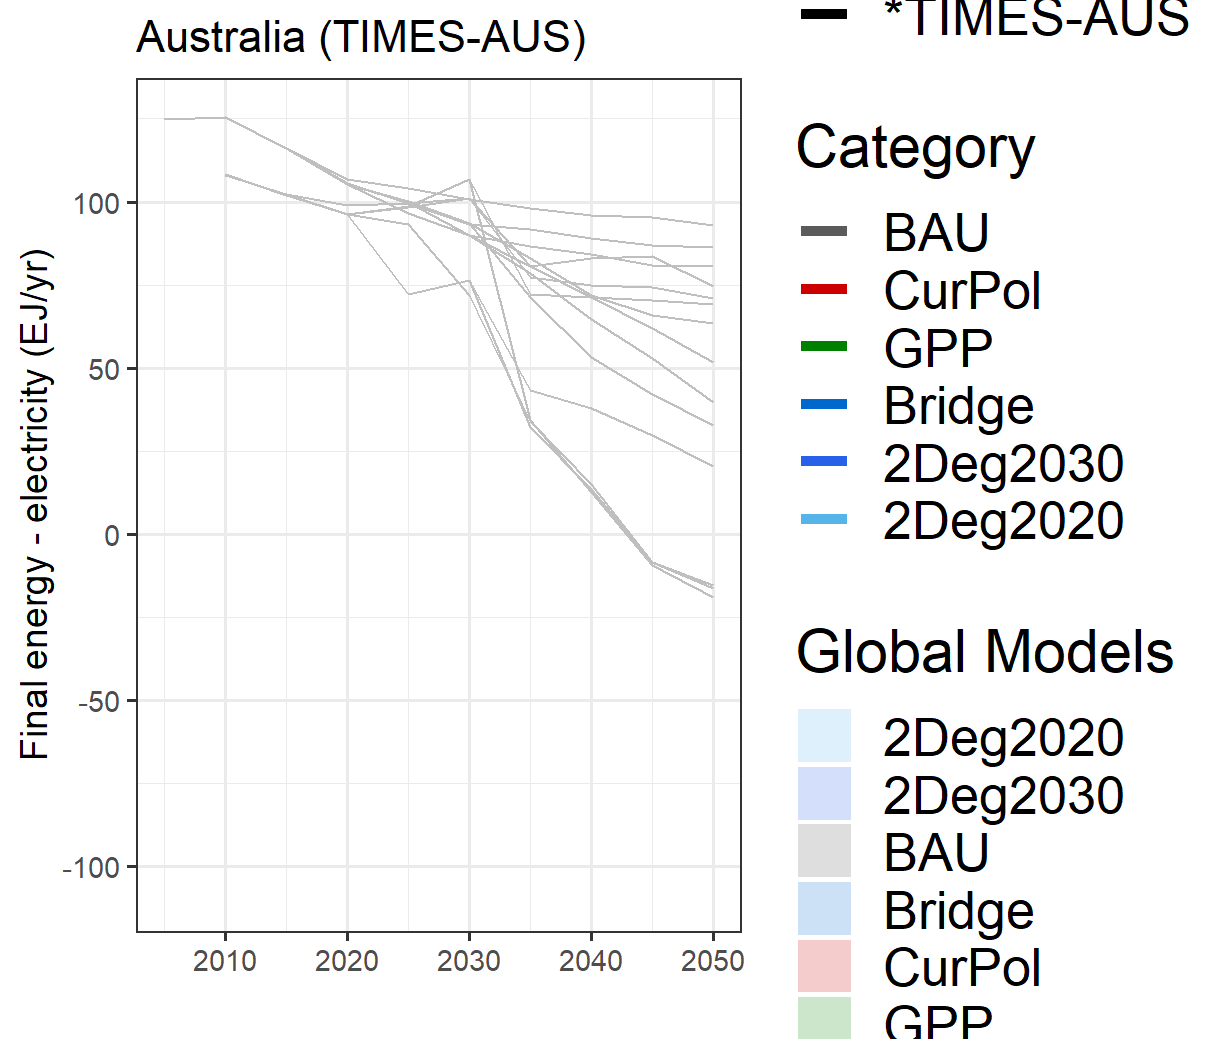 Australia (TIMES-AUS)
Final energy - electricity (EJ/yr)
100
50
0
-50
-100
2010 2020 2030 2040 2050
*TIMES-AUS
Category
BAU
CurPol
GPP
Bridge
2Deg2030
2Deg2020
Global Models
2Deg2020
2Deg2030
BAU
Bridge
CurPol
GPP